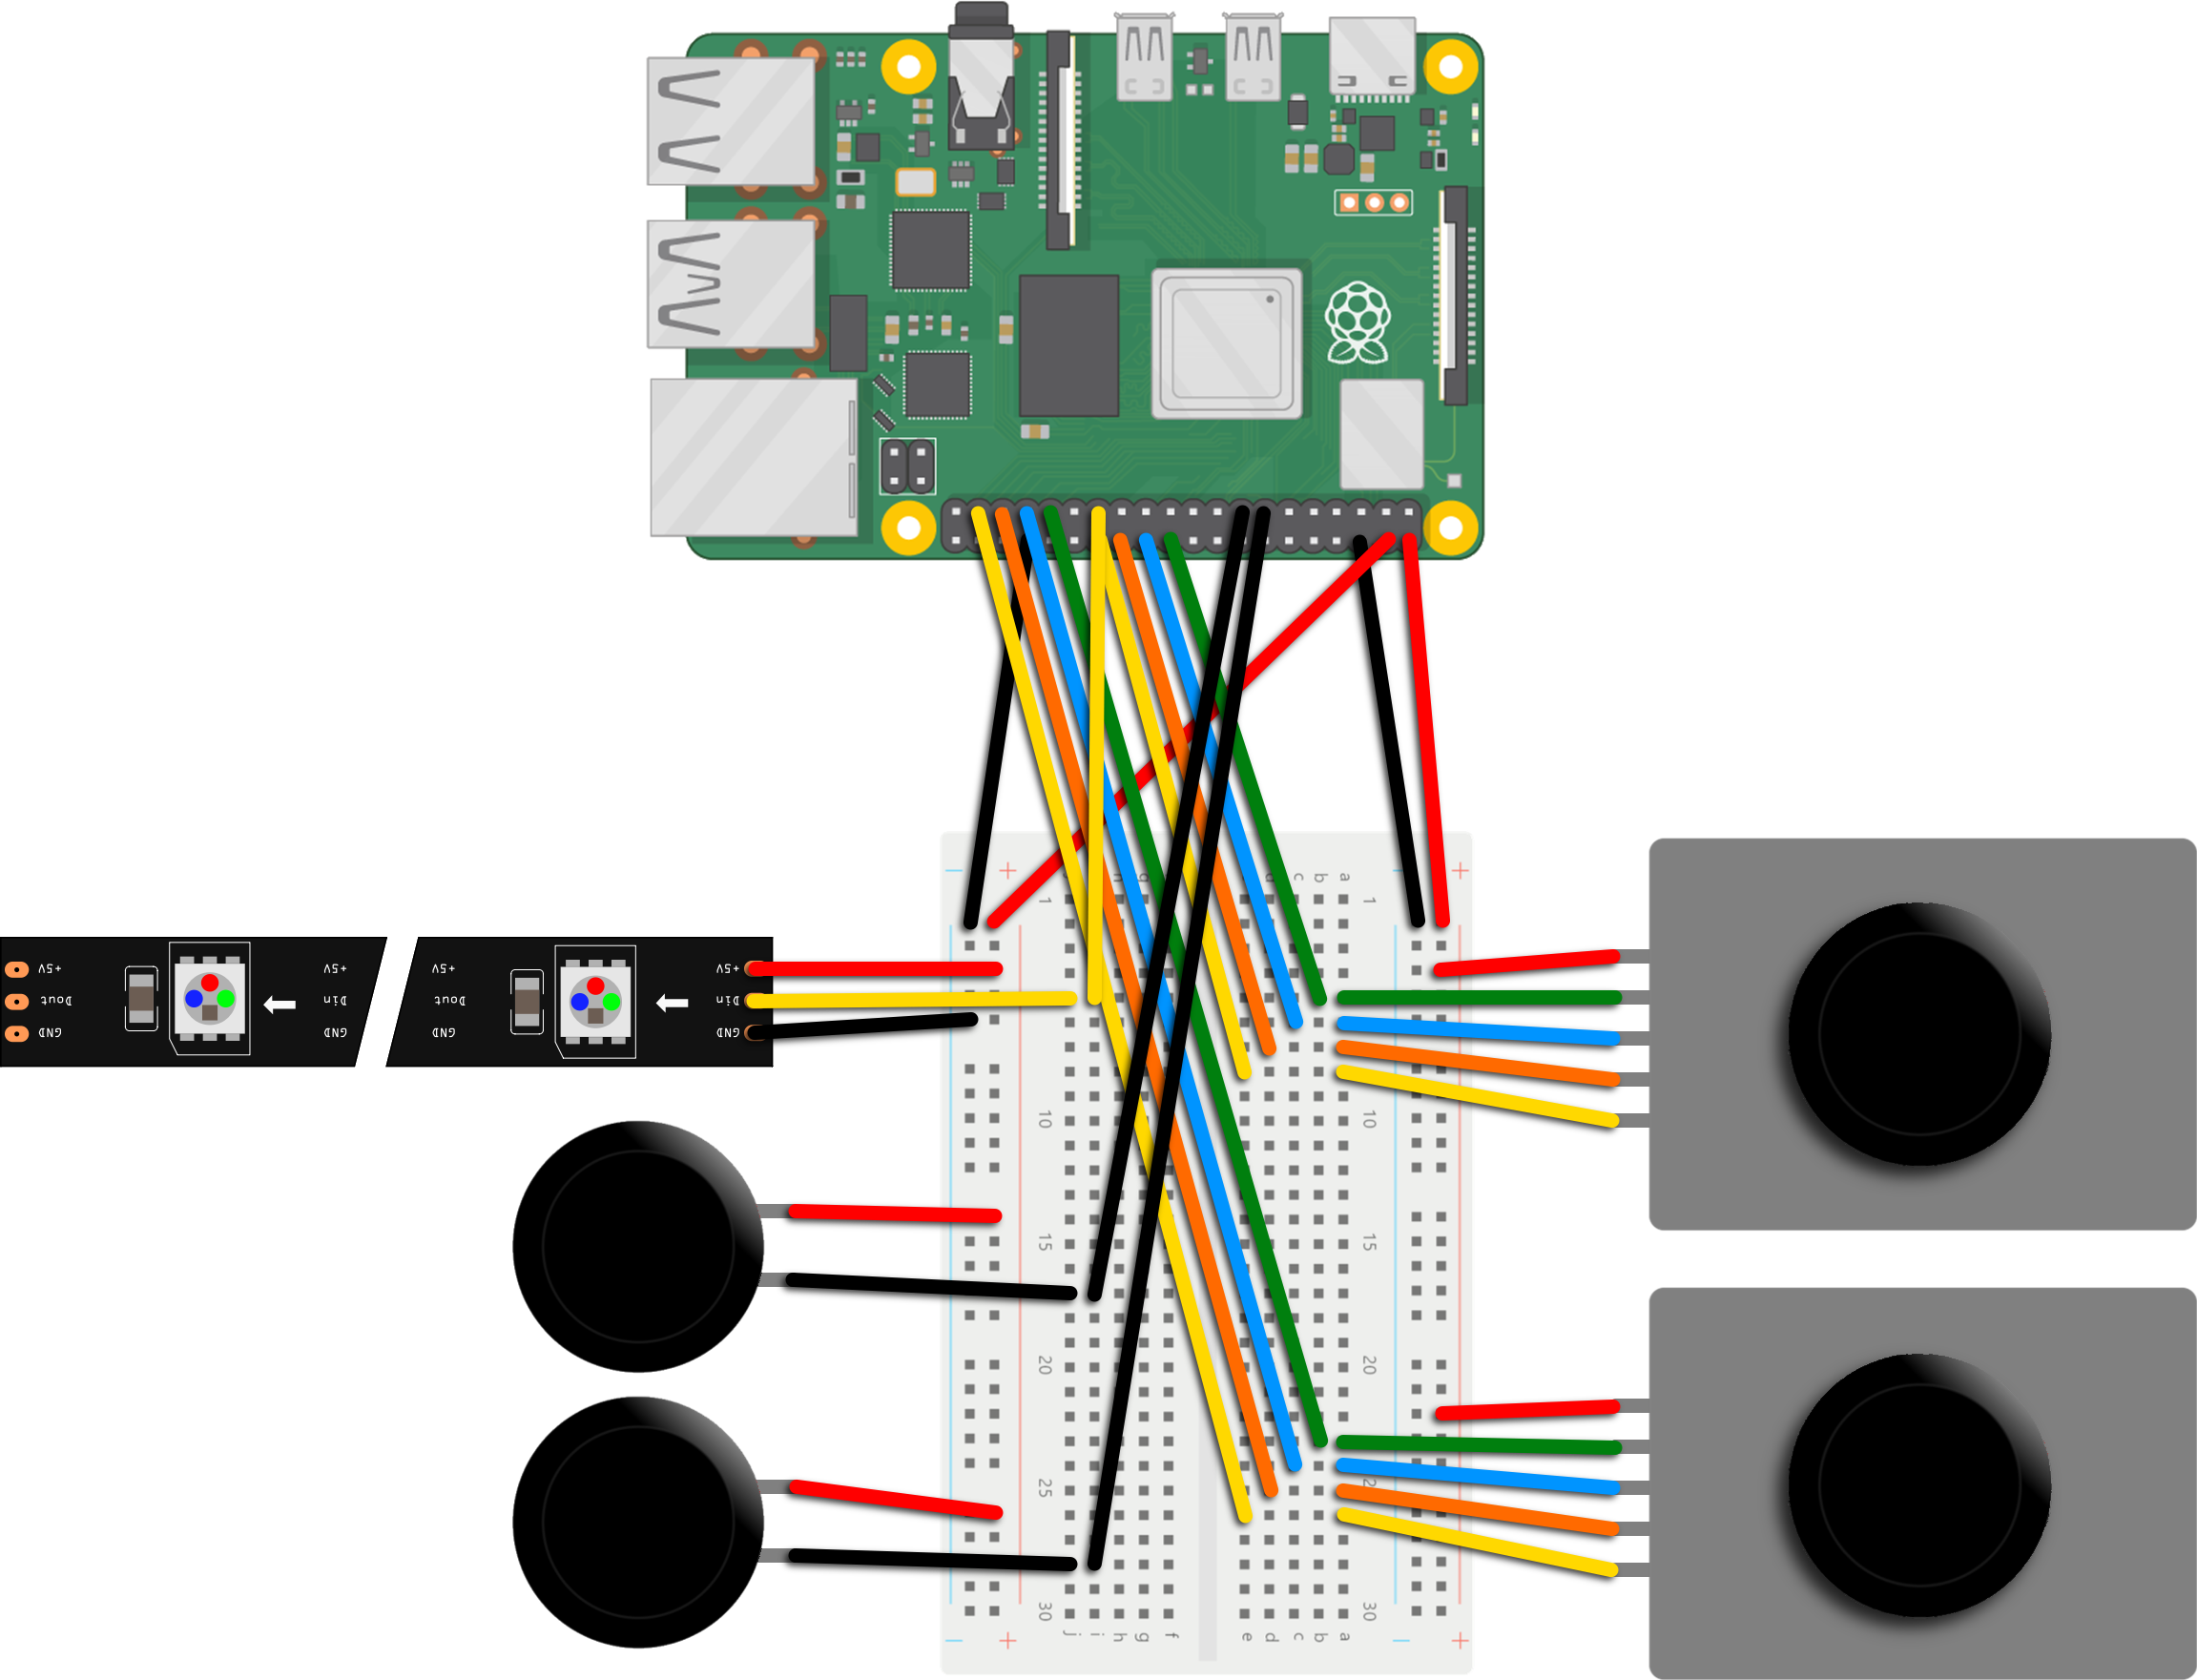 +5V +5V +5V +5V
Dout Din Dout Din
GND GND GND GND
− + g d c b a − +
1 1
10 10
15 15
20 20
25 2
30 30
j i h g f e d c b a
− + − +